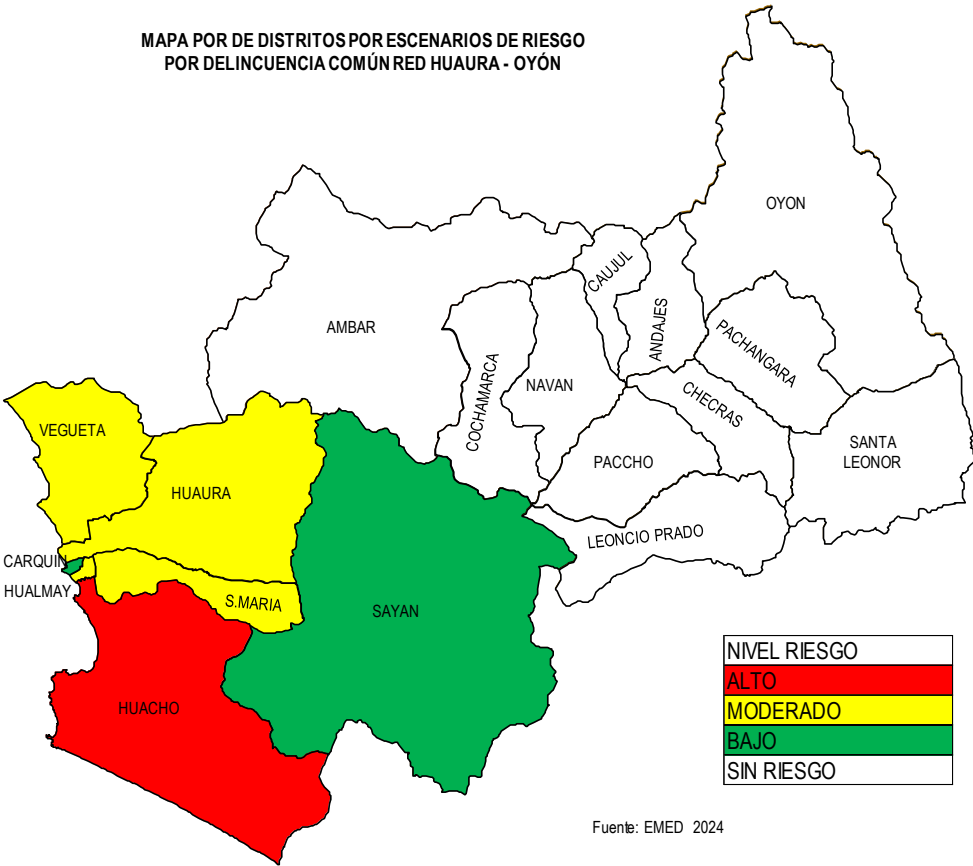 MAPA POR DE DISTRITOS POR ESCENARIOS DE RIESGO
POR DELINCUENCIA COMÚN RED HUAURA - OYÓN
OYON
CAUJUL
ANDAJES
AMBAR
PACHANGARA
COCHAMARCA
NAVAN
CHECRAS
VEGUETA
SANTA
LEONOR
PACCHO
HUAURA
LEONCIO PRADO
CARQUIN
HUALMAY
S.MARIA
SAYAN
HUACHO
NIVEL RIESGO
ALTO
MODERADO
BAJO
SIN RIESGO
Fuente: EMED 2024